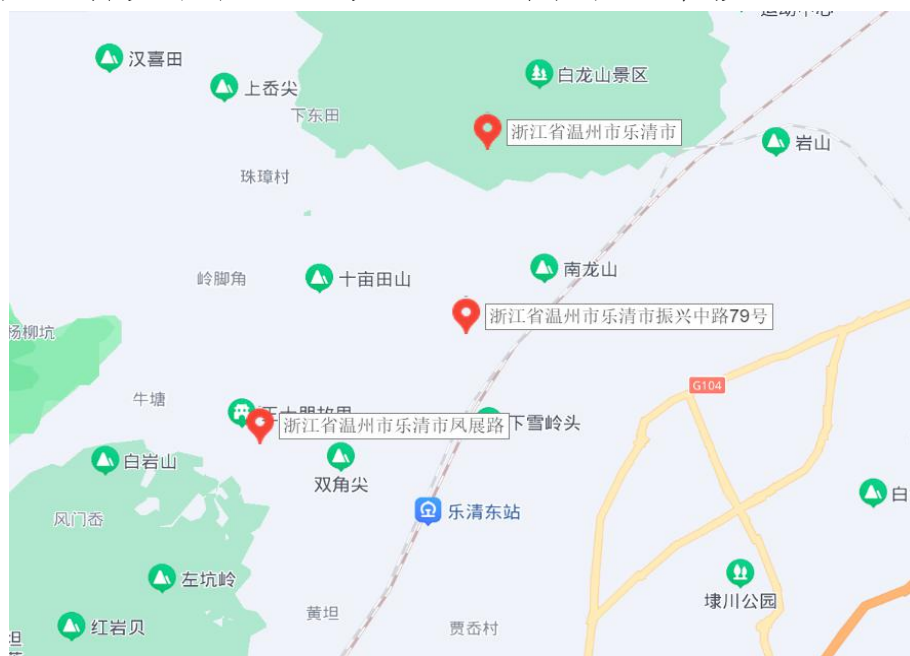 汉喜田
白龙山景区
上岙尖
下东田
浙江省温州市乐清市
岩山
珠璋村
南龙山
岭脚角
十亩田山
浙江省温州市乐清市振兴中路79号
杨柳坑
G104
牛塘
浙江省温州市乐清市凤展路
下雪岭头
白岩山
双角尖
白
乐清东站
风门岙
左坑岭
埭川公园
黄坦
贾岙村
红岩贝
坦